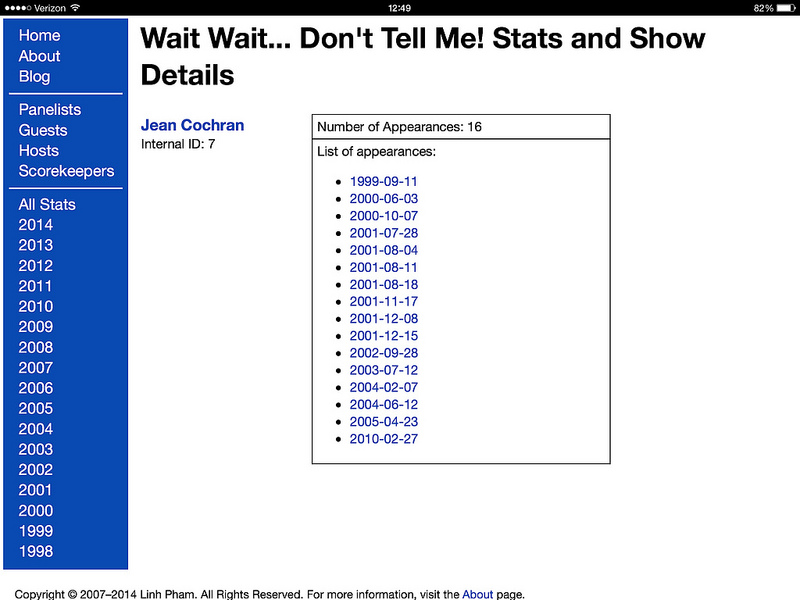 Verizon 12:49 82%
Home
About
Blog
Panelists
Guests
Hosts
Scorekeepers
All Stats
2014
2013
2012
2011
2010
2009
2008
2007
2006
2005
2004
2003
2002
2001
2000
1999
1998
Wait Wait... Don't Tell Me! Stats and Show
Details
Jean Cochran
Internal ID: 7
Number of Appearances: 16
List of appearances:
1999-09-11
2000-06-03
2000-10-07
2001-07-28
2001-08-04
2001-08-11
2001-08-18
2001-11-17
2001-12-08
2001-12-15
2002-09-28
2003-07-12
2004-02-07
2004-06-12
2005-04-23
2010-02-27
Copyright © 2007–2014 Linh Pham. All Rights Reserved. For more information, visit the About page.